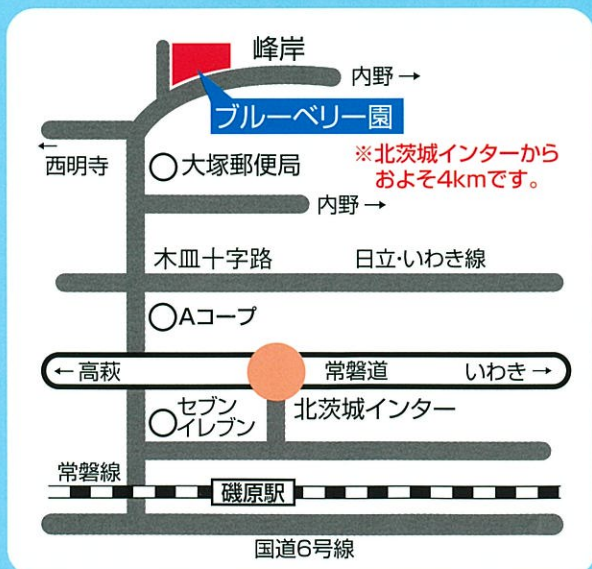 峰岸
内野→
ブルーベリー園
←
西明寺
大塚郵便局
※北茨城インターから
およそ4kmです。
内野→
木皿十字路
日立・いわき線
Aコープ
←高萩
常磐道
いわき→
セブン
イレブン
北茨城インター
常磐線
磯原駅
国道6号線